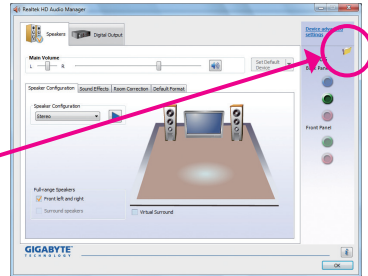 Realtek HD Audio Manager
Speakers
Digital Output
Device advanced
settings
Main Volume
L
R
Set Default
Device
Speaker Configuration
Sound Effects
Room Correction
Default Format
Speaker Configuration
Stereo
Full-range Speakers
Front left and right
Surround speakers
Virtual Surround
Front Panel
GIGABYTE
TECHNOLOGY
i
OK